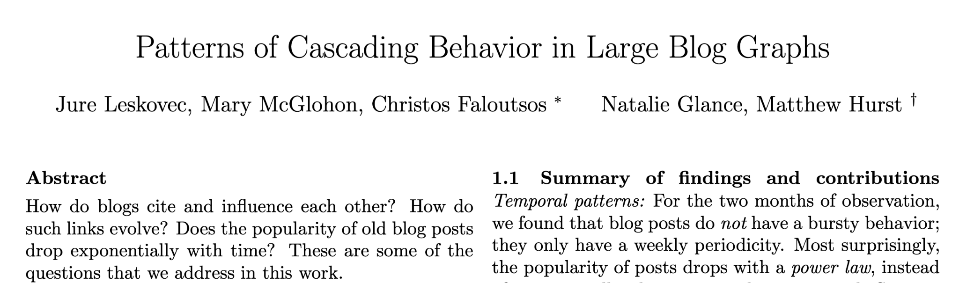 Patterns of Cascading Behavior in Large Blog Graphs
Jure Leskovec, Mary McGlohon, Christos Faloutsos * Natalie Glance, Matthew Hurst †
Abstract
How do blogs cite and influence each other? How do
such links evolve? Does the popularity of old blog posts
drop exponentially with time? These are some of the
questions that we address in this work.
1.1 Summary of findings and contributions
Temporal patterns: For the two months of observation,
we found that blog posts do not have a bursty behavior;
they only have a weekly periodicity. Most surprisingly,
the popularity of posts drops with a power law, instead